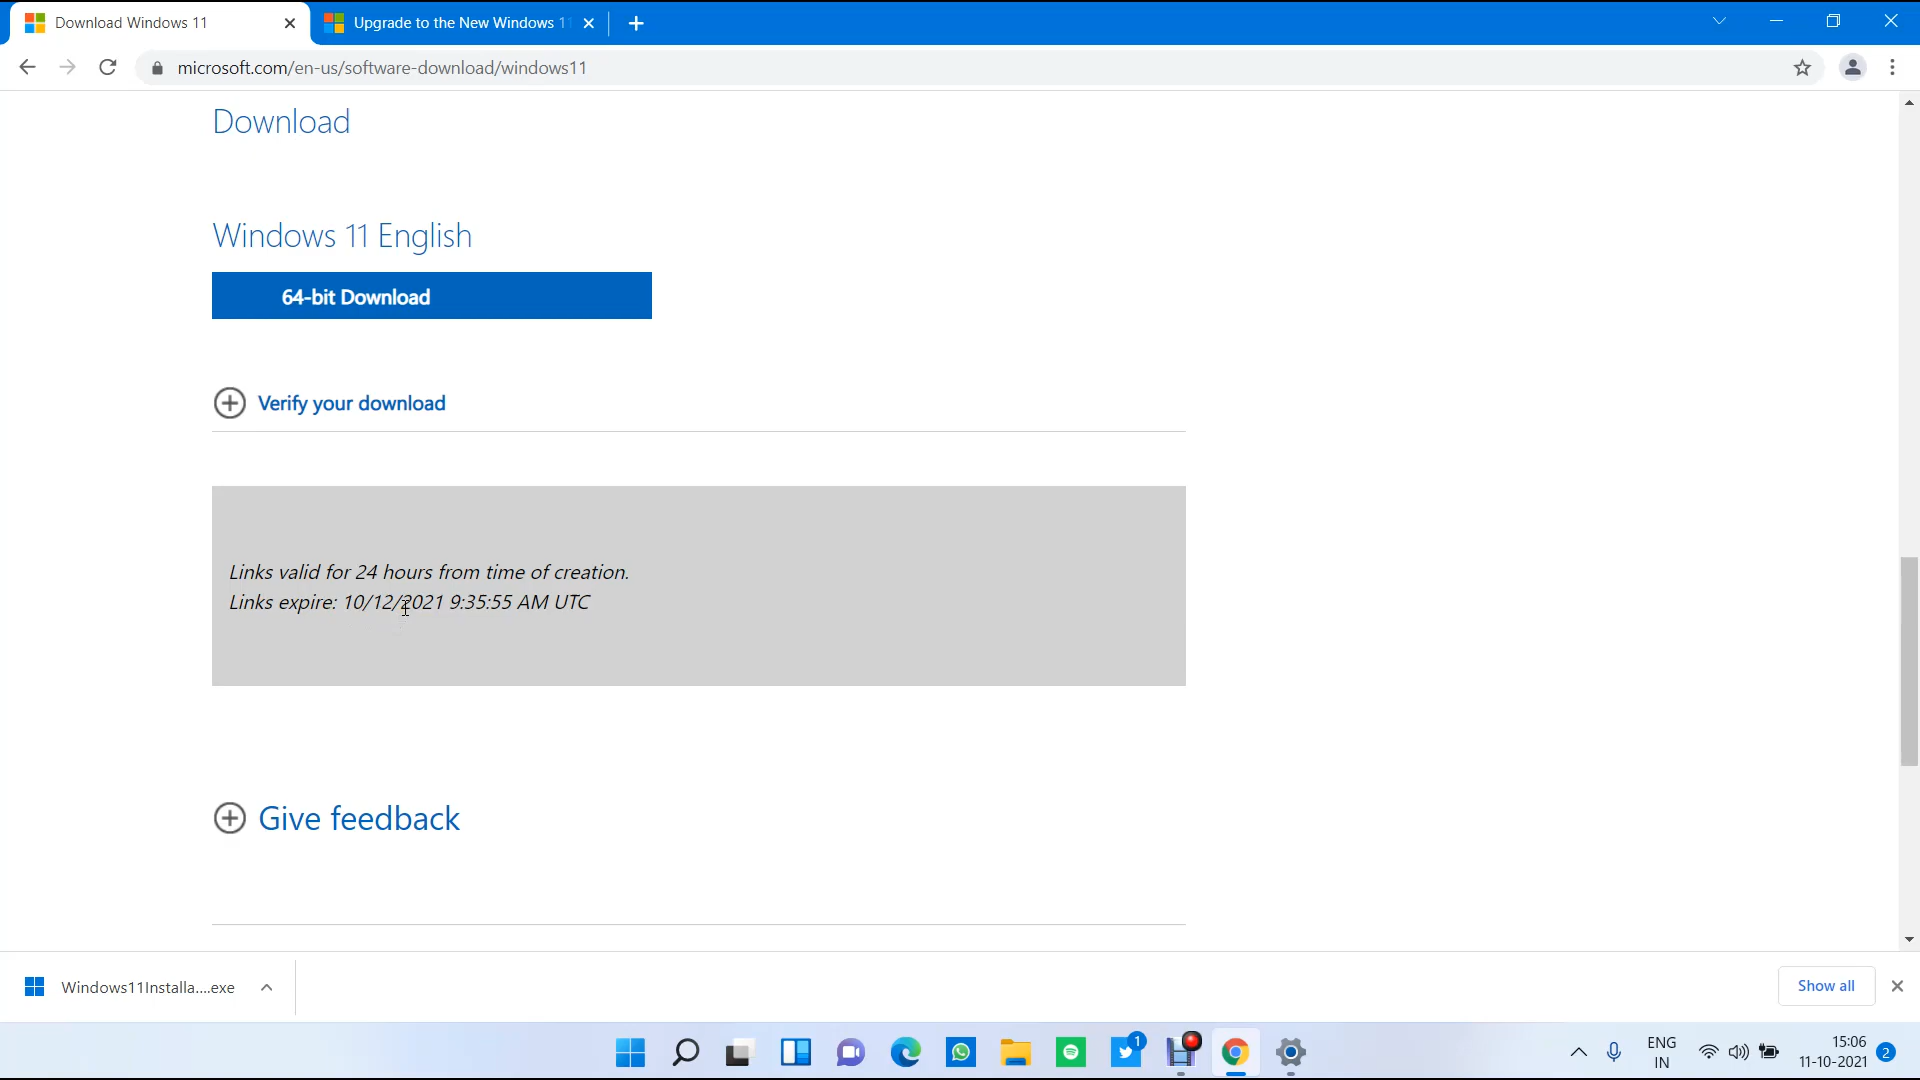 Download Windows 11
Upgrade to the New Windows 11
microsoft.com/en-us/software-download/windows11
Download
Windows 11 English
64-bit Download
Verify your download
Links valid for 24 hours from time of creation.
Links expire: 10/12/2021 9:35:55 AM UTC
Give feedback
Windows11Installa....exe
Show all
1
ENG
IN
15:06
11-10-2021
2